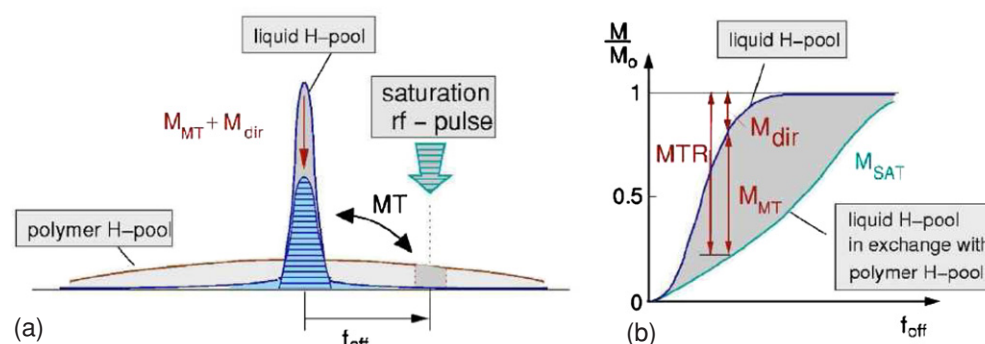 liquid H-pool
saturation
rf - pulse
M_MT + M_dir
MT
polymer H-pool
(a)
f_off
M
M_o
liquid H-pool
1
M_dir
MTR
M_SAT
0.5
M_MT
liquid H-pool
in exchange with
polymer H-pool
0
(b)
f_off